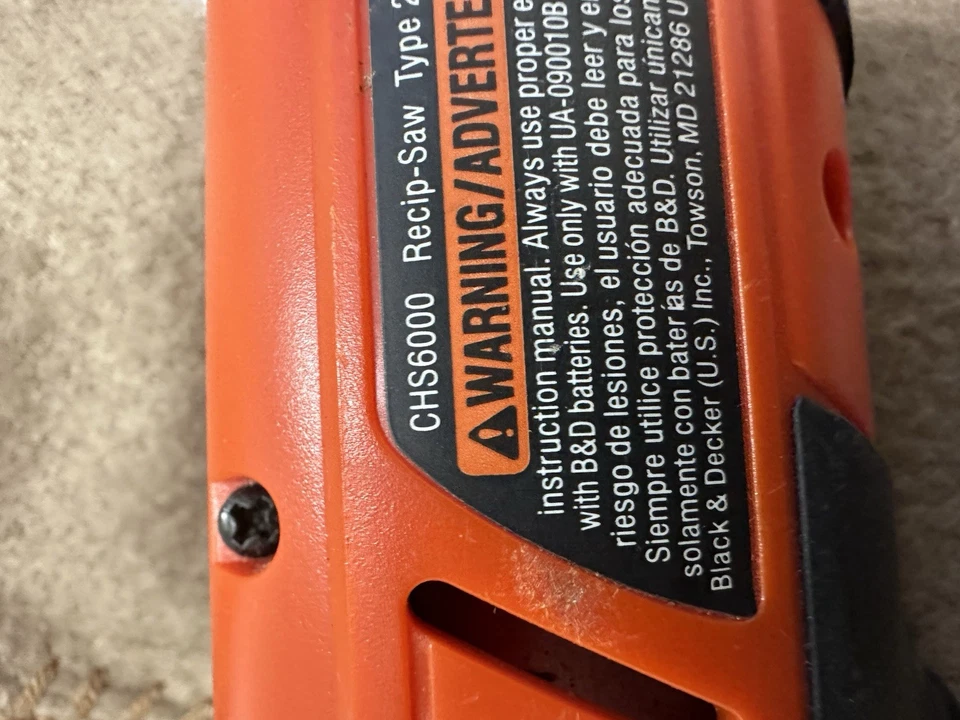 CHS6000 Recip-Saw Type 2
WARNING/ADVERTE
instruction manual. Always use proper
with B&D batteries. Use only with UA-090010B
riesgo de lesiones, el usuario debe leer y
Siempre utilice protección adecuada para los
solamente con baterías de B&D. Utilizar únican
Black & Decker (U.S.) Inc., Towson, MD 21286 U